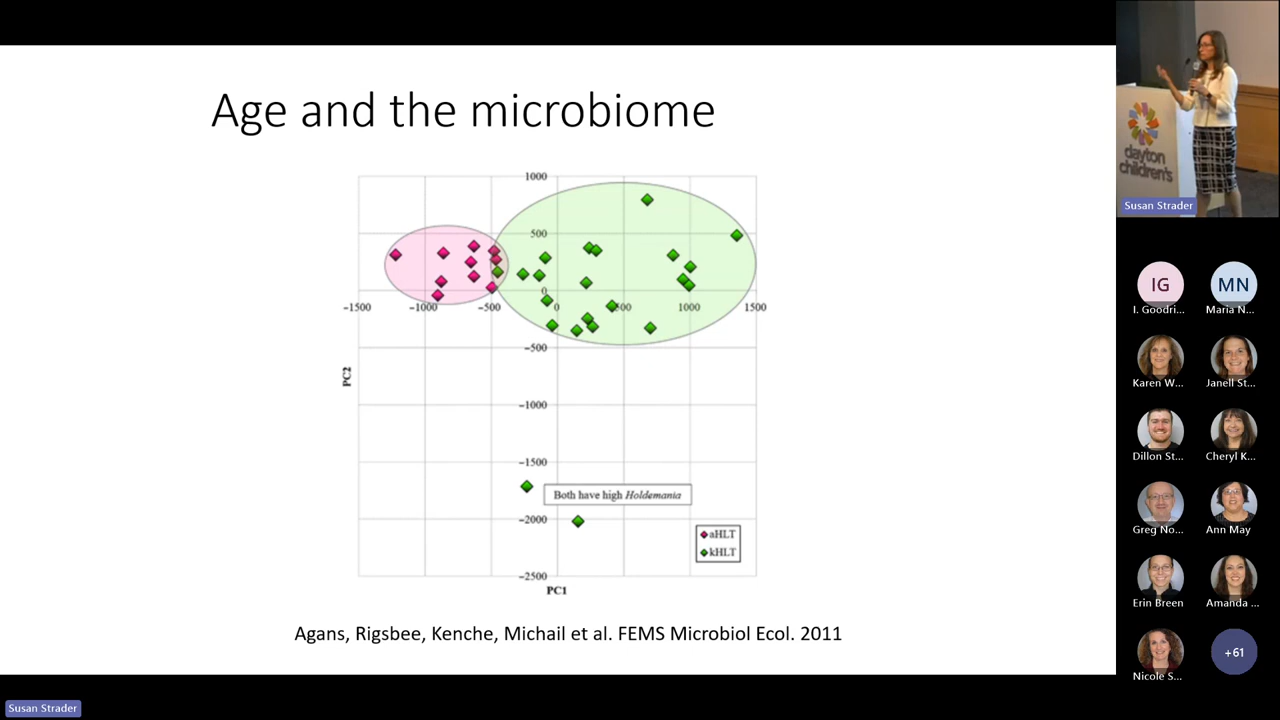 Age and the microbiome
1000
500
0
-1500
-1000
-500
0
500
1000
1500
-500
-1000
-1500
-2000
-2500
PC2
PC1
Both have high Holdemania
aHLT
kHLT
Agans, Rigsbee, Kenche, Michail et al. FEMS Microbiol Ecol. 2011
dayton
children's
Susan Strader
IG
MN
I. Goodri...
Maria N...
Karen W...
Janell St...
Dillon St...
Cheryl K...
Greg No...
Ann May
Erin Breen
Amanda ...
Nicole S...
+61
Susan Strader